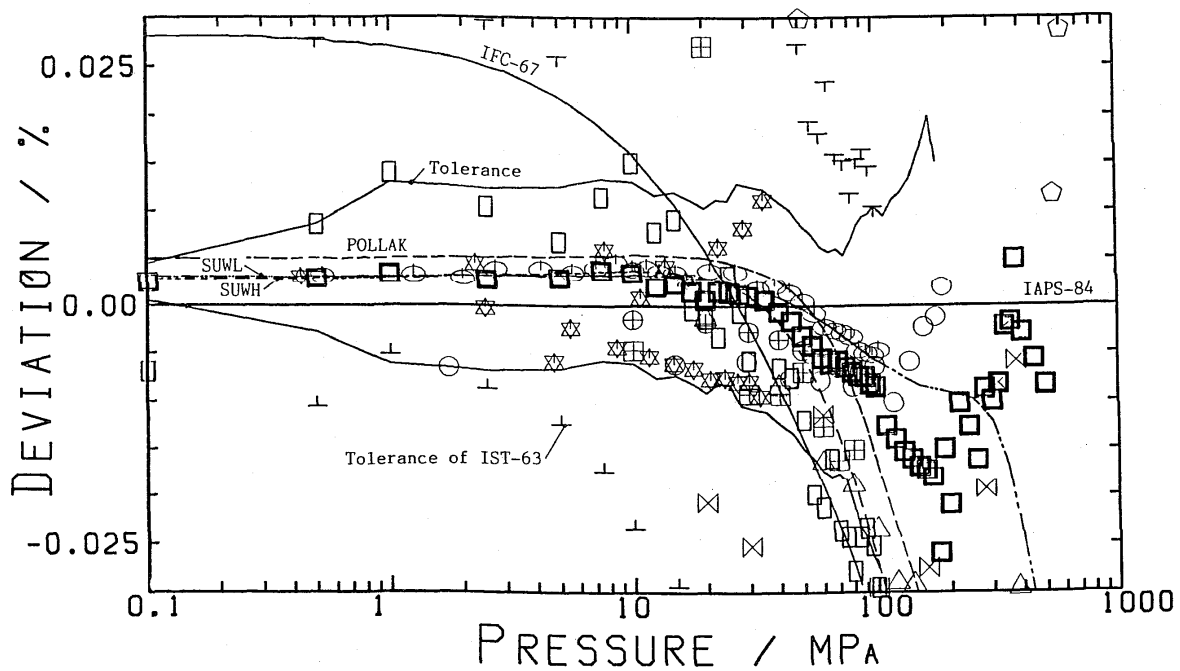 0.025
0.00
-0.025
DEVIATION / %
IFC-67
Tolerance
POLLAK
SUWL
SUWH
IAPS-84
Tolerance of IST-63
0.1 1 10 100 1000
PRESSURE / MPA